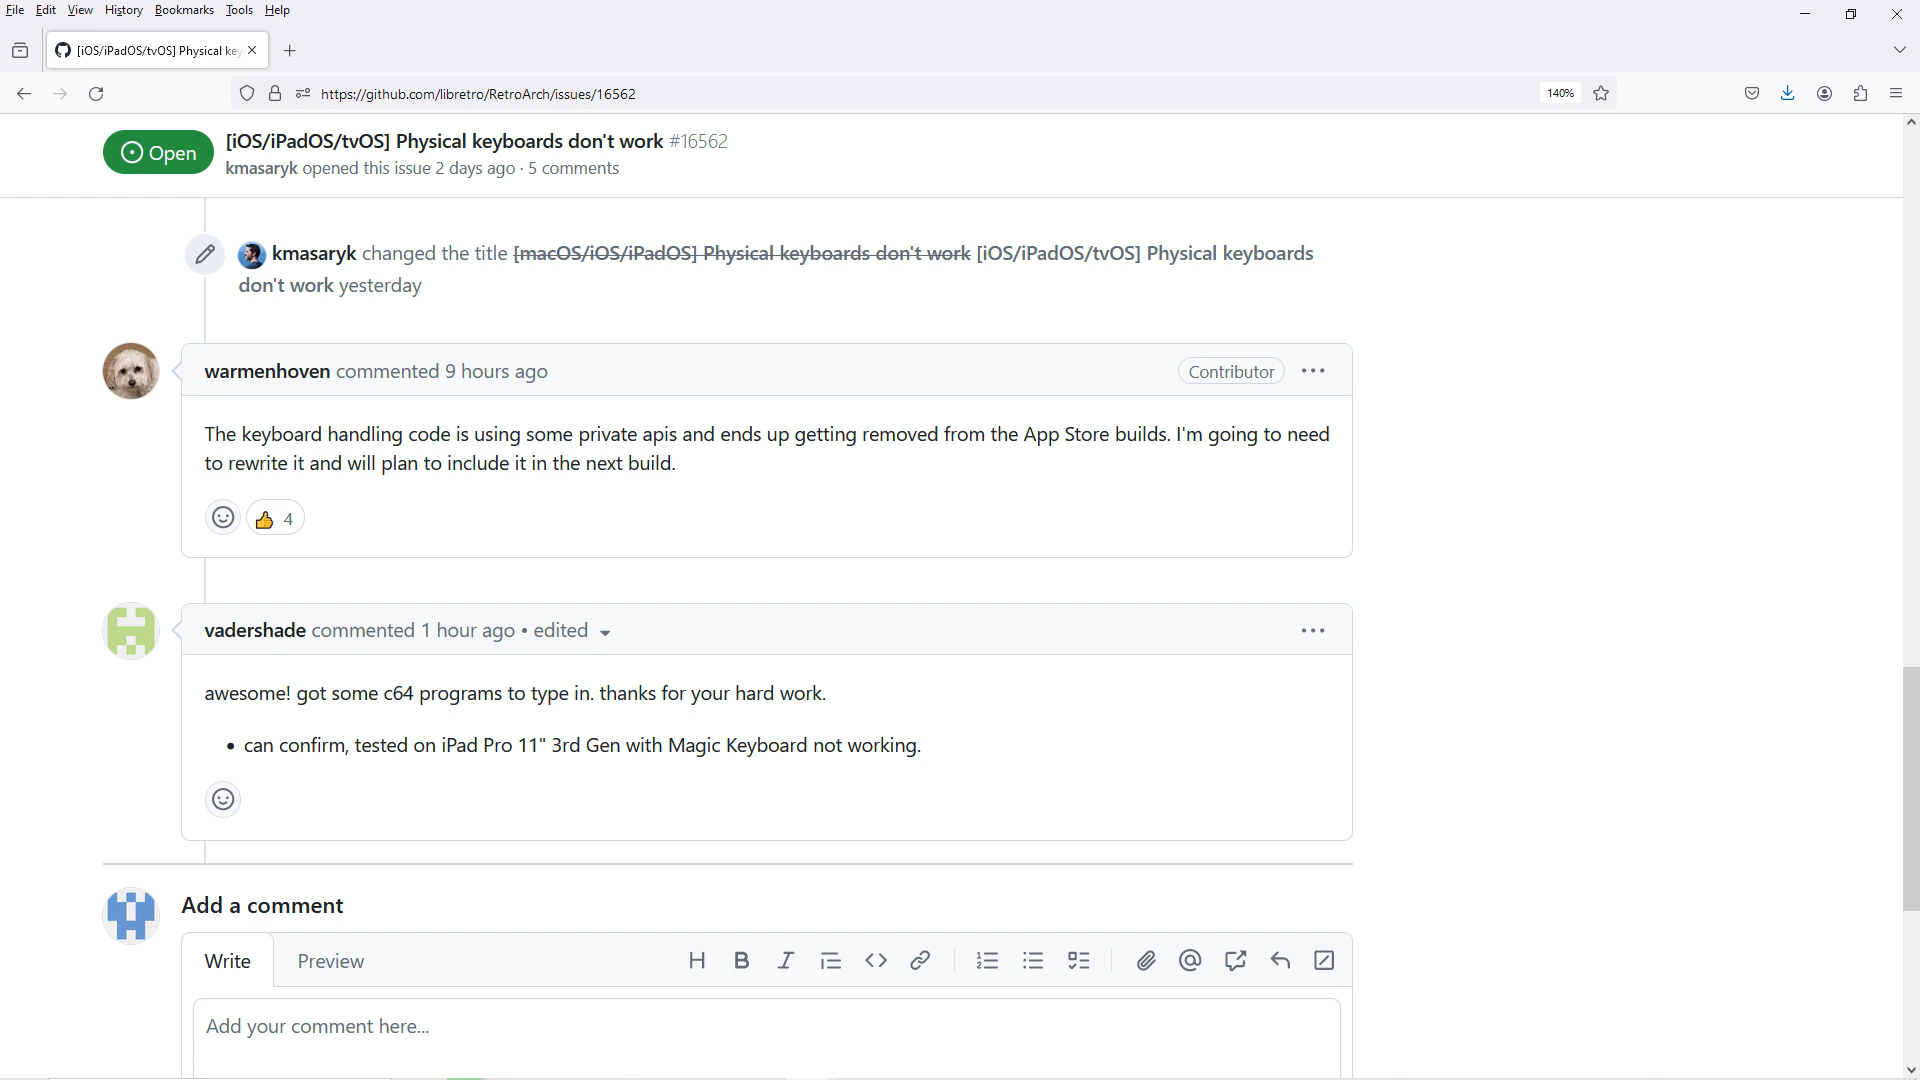 File Edit View History Bookmarks Tools Help
[iOS/iPadOS/tvOS] Physical key
https://github.com/libretro/RetroArch/issues/16562
140%
Open
[iOS/iPadOS/tvOS] Physical keyboards don't work #16562
kmasaryk opened this issue 2 days ago · 5 comments
kmasaryk changed the title [macOS/iOS/iPadOS] Physical keyboards don't work [iOS/iPadOS/tvOS] Physical keyboards
don't work yesterday
warmenhoven commented 9 hours ago
Contributor
The keyboard handling code is using some private apis and ends up getting removed from the App Store builds. I'm going to need
to rewrite it and will plan to include it in the next build.
👍 4
vadershade commented 1 hour ago • edited
awesome! got some c64 programs to type in. thanks for your hard work.
• can confirm, tested on iPad Pro 11" 3rd Gen with Magic Keyboard not working.
Add a comment
Write Preview
Add your comment here...